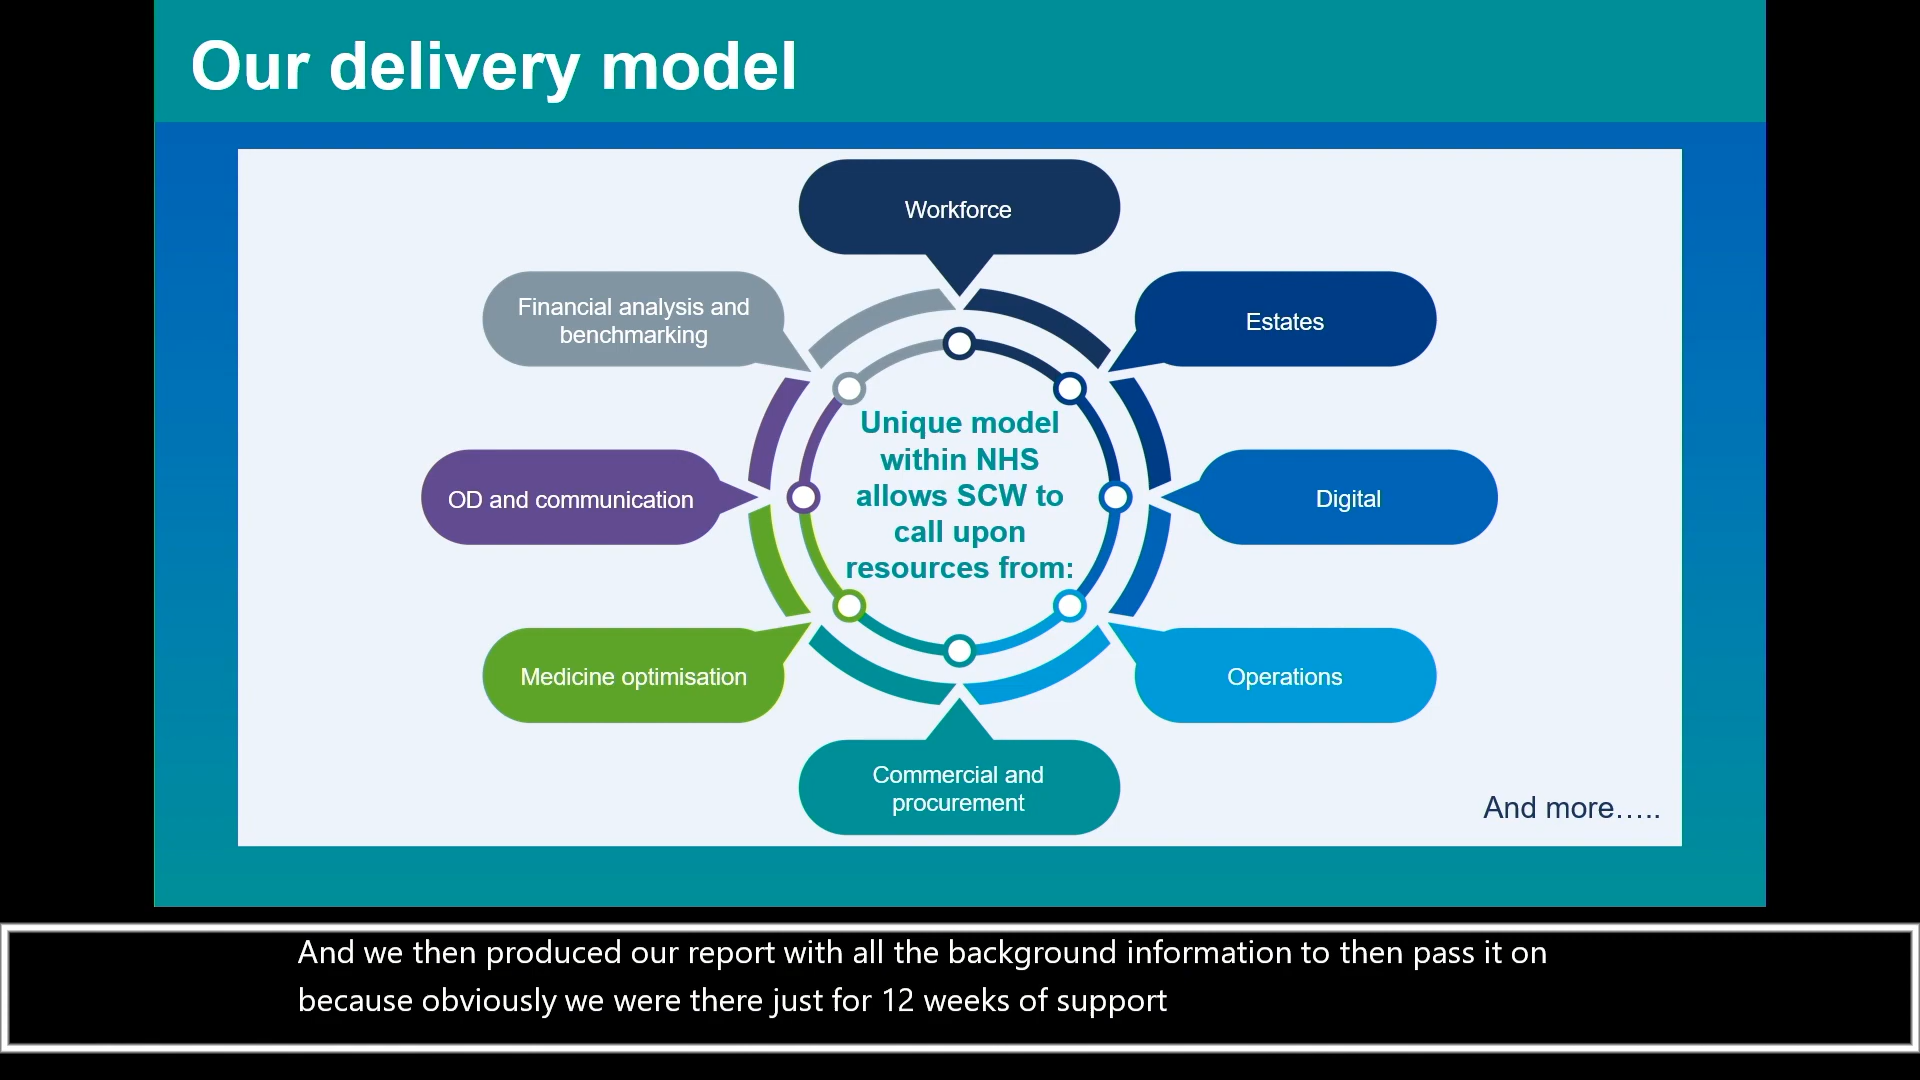 Our delivery model
Workforce
Financial analysis and
benchmarking
Estates
Unique model
within NHS
allows SCW to
call upon
resources from:
OD and communication
Digital
Medicine optimisation
Operations
Commercial and
procurement
And more…..
And we then produced our report with all the background information to then pass it on
because obviously we were there just for 12 weeks of support